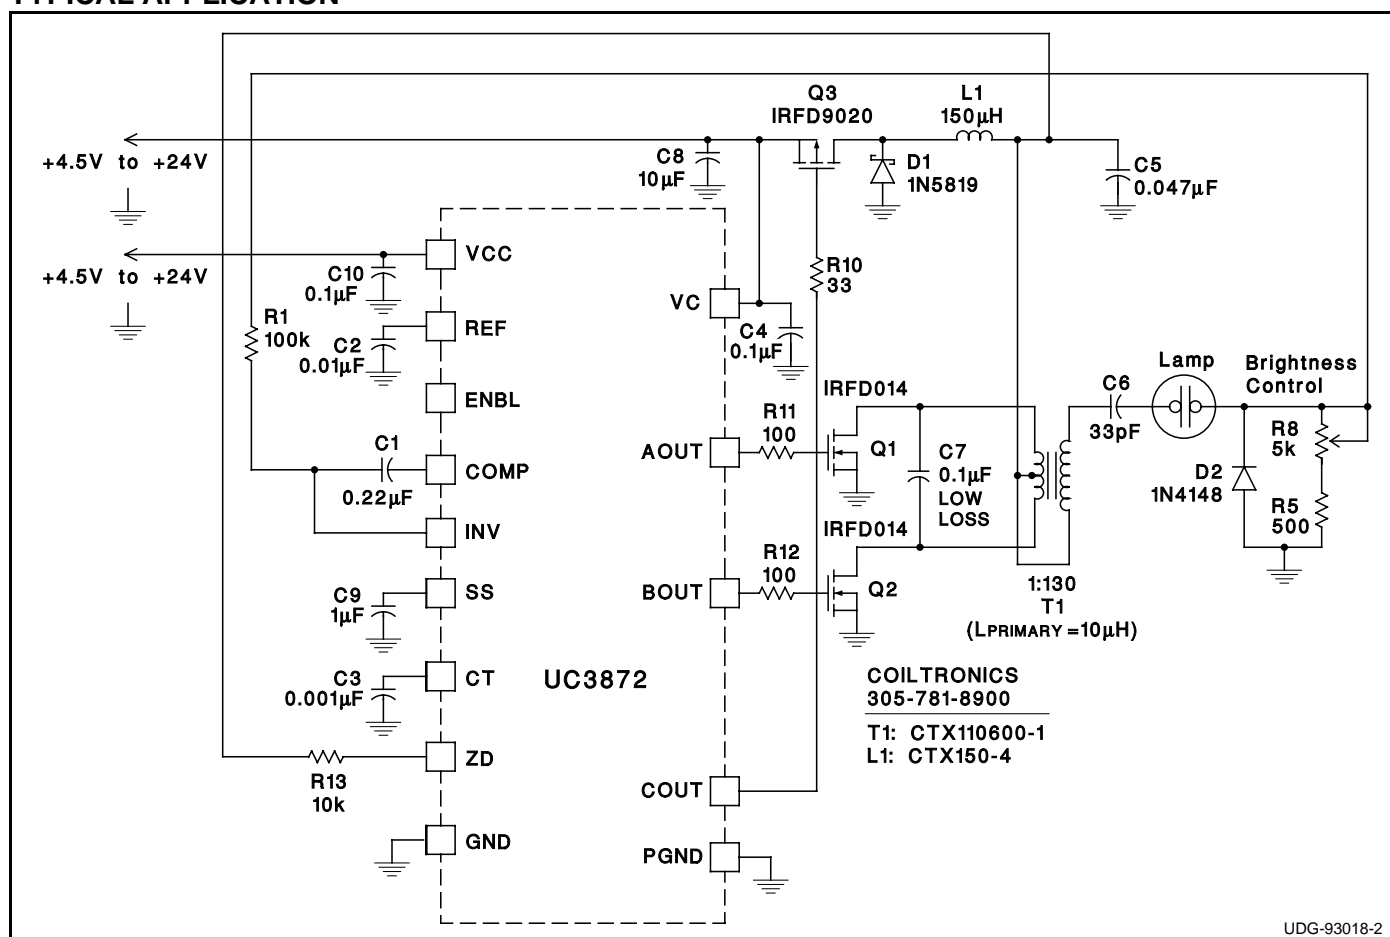 TYPICAL APPLICATION
Q3
IRFD9020
L1
150µH
+4.5V to +24V
C8
10µF
D1
1N5819
C5
0.047µF
+4.5V to +24V
C10
0.1µF
VCC
R10
33
VC
R1
100k
C2
0.01µF
REF
C4
0.1µF
ENBL
IRFD014
Lamp
Brightness
Control
C6
33pF
C1
0.22µF
COMP
AOUT
R11
100
Q1
C7
0.1µF
LOW
LOSS
R8
5k
D2
1N4148
INV
IRFD014
R5
500
C9
1µF
SS
BOUT
R12
100
Q2
1:130
T1
(LPRIMARY =10µH)
C3
0.001µF
CT
UC3872
COILTRONICS
305-781-8900
T1: CTX110600-1
L1: CTX150-4
R13
10k
ZD
COUT
GND
PGND
UDG-93018-2